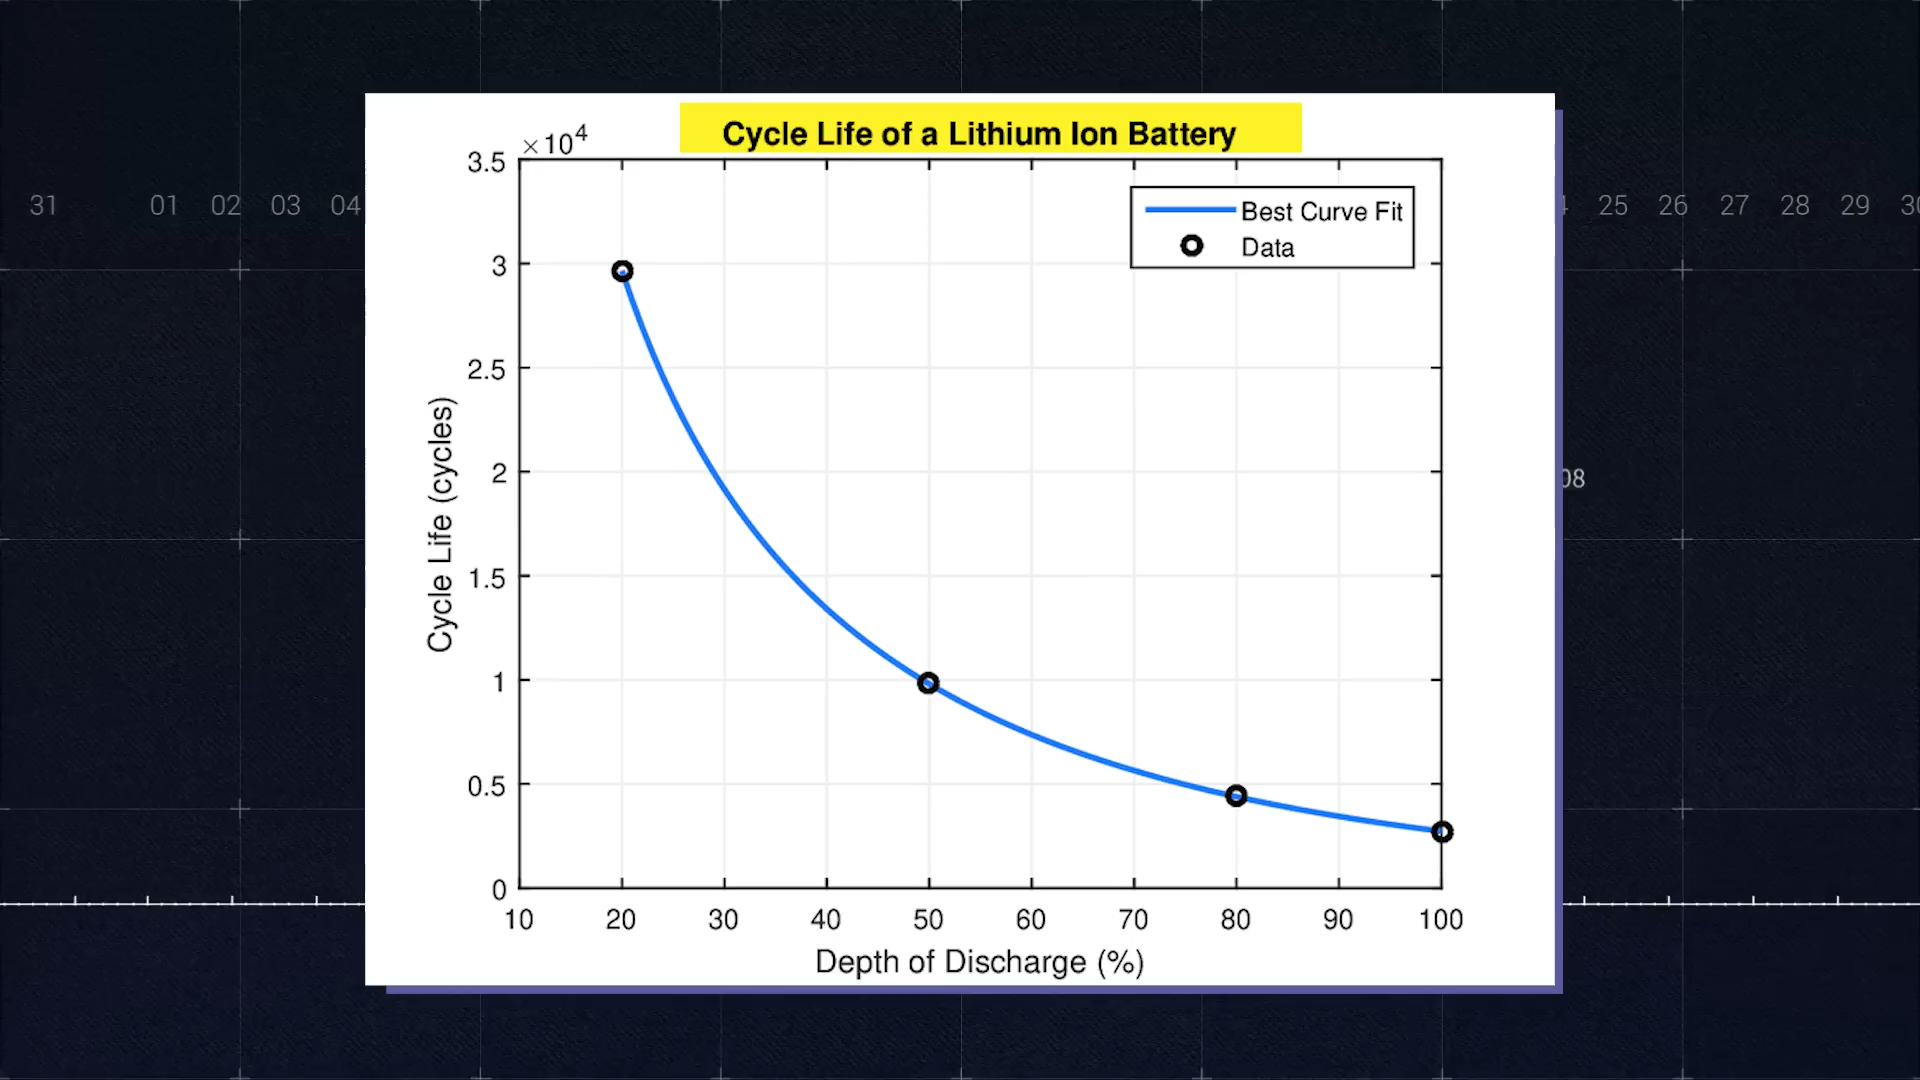 Cycle Life of a Lithium Ion Battery
×10⁴
3.5
31 01 02 03 04
25 26 27 28 29
Best Curve Fit
Data
3
2.5
2
08
1.5
1
0.5
0
Cycle Life (cycles)
10 20 30 40 50 60 70 80 90 100
Depth of Discharge (%)